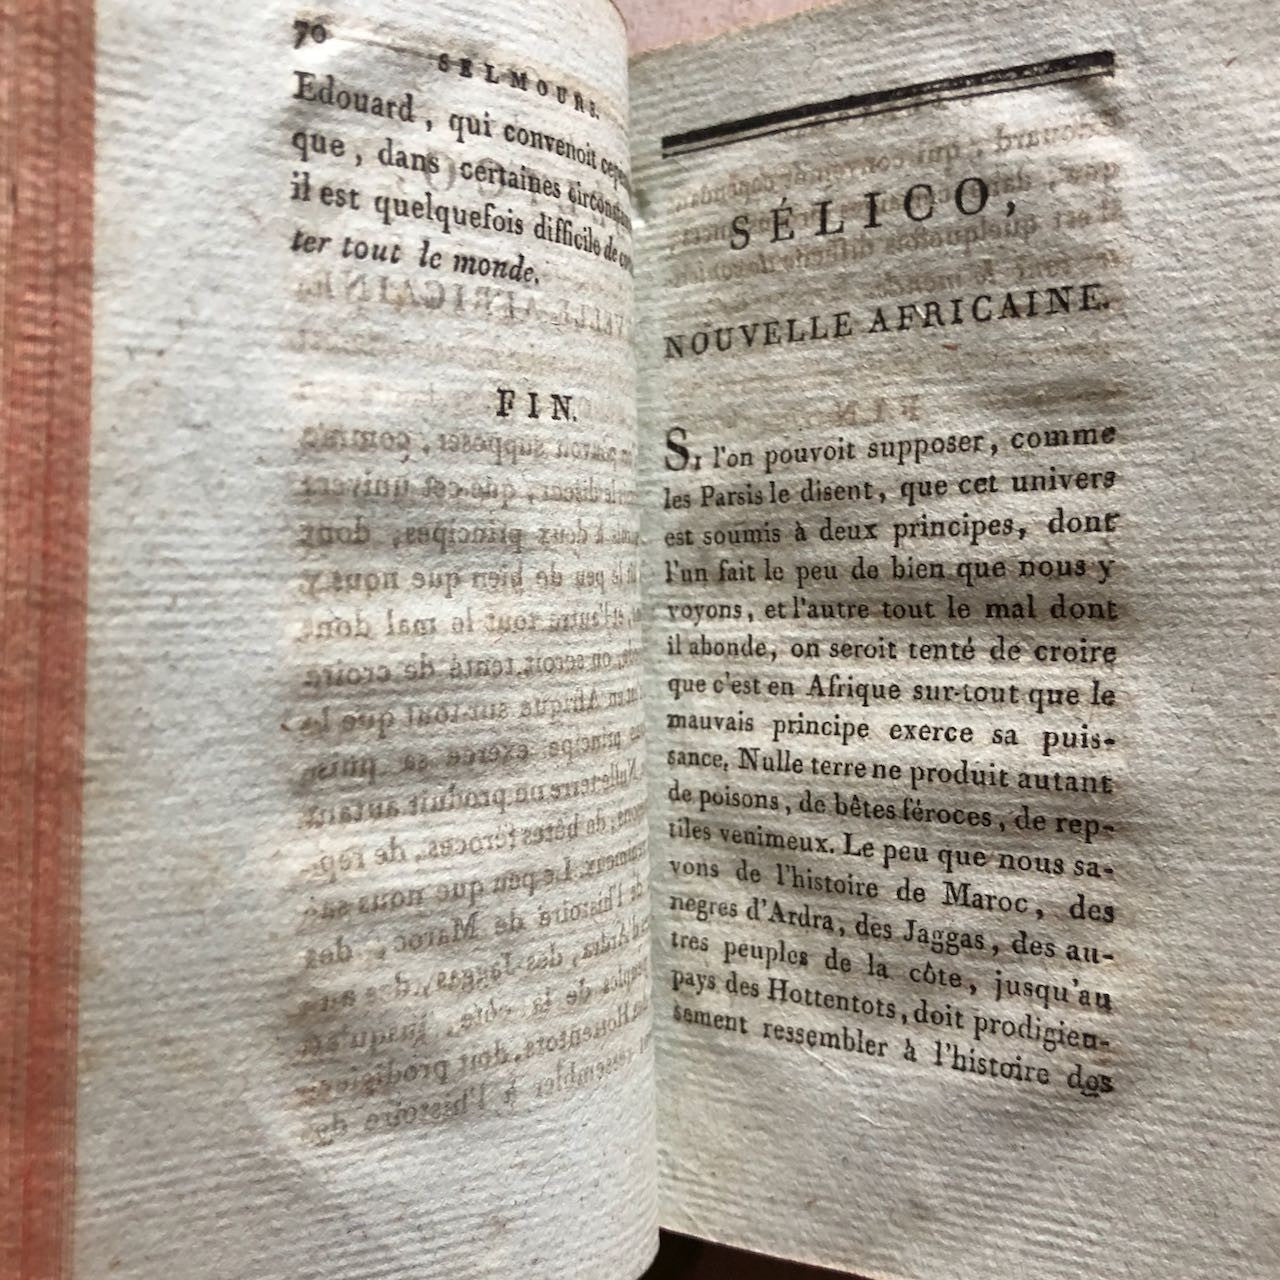 70
SELMOURS.
Edouard, qui convenoit
que, dans certaines
il est quelquefois difficile de
ter tout le monde.
FIN.
SÉLICO,
NOUVELLE AFRICAINE.
SI l'on pouvoit supposer, comme
les Parsis le disent, que cet univers
est soumis à deux principes, dont
l'un fait le peu de bien que nous y
voyons, et l'autre tout le mal dont
il abonde, on seroit tenté de croire
que c'est en Afrique sur-tout que le
mauvais principe exerce sa puis-
sance. Nulle terre ne produit autant
de poisons, de bêtes féroces, de rep-
tiles venimeux. Le peu que nous sa-
vons de l'histoire de Maroc, des
nègres d'Ardra, des Jaggas, des au-
tres peuples de la côte, jusqu'au
pays des Hottentots, doit prodigieu-
sement ressembler à l'histoire des